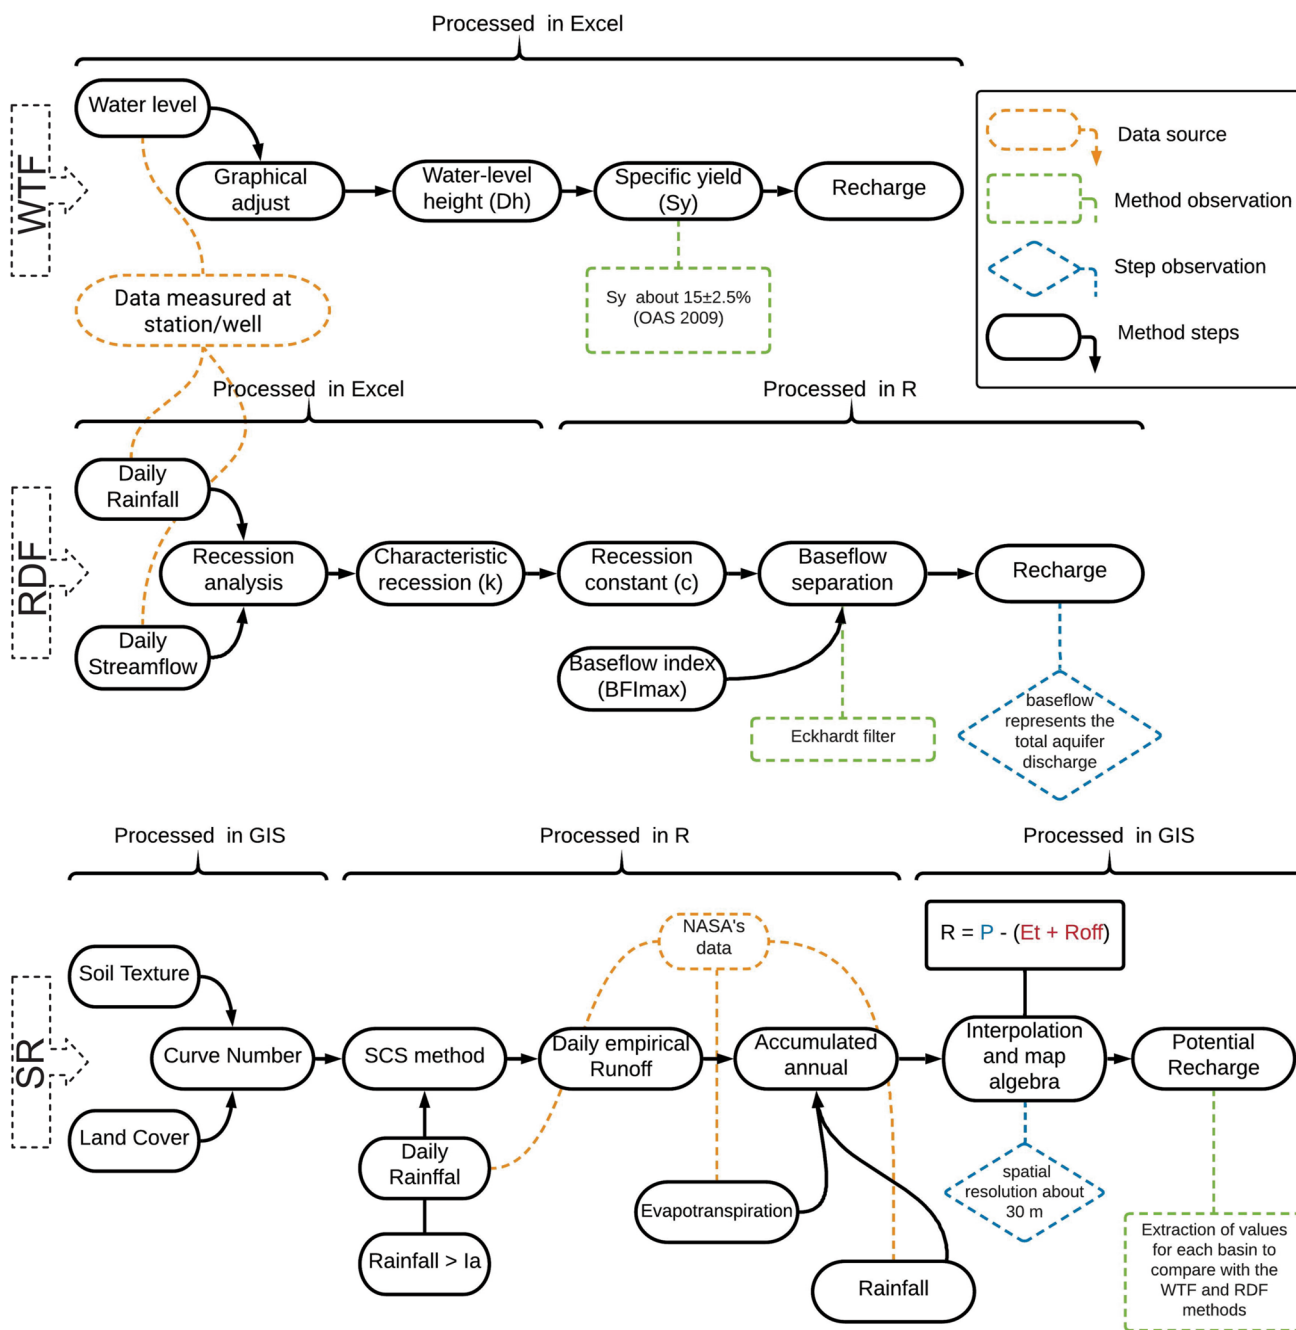 Processed in Excel
WTF
Water level
Graphical
adjust
Water-level
height (Dh)
Specific yield
(Sy)
Recharge
Sy about 15±2.5%
(OAS 2009)
Data measured at
station/well
Data source
Method observation
Step observation
Method steps
Processed in Excel
Processed in R
RDF
Daily
Rainfall
Daily
Streamflow
Recession
analysis
Characteristic
recession (k)
Recession
constant (c)
Baseflow
separation
Recharge
Baseflow index
(BFImax)
Eckhardt filter
baseflow
represents the
total aquifer
discharge
Processed in GIS
Processed in R
Processed in GIS
SR
Soil Texture
Land Cover
Curve Number
SCS method
Daily
Rainffal
Rainfall > Ia
Daily empirical
Runoff
NASA's
data
Accumulated
annual
Evapotranspiration
Rainfall
R = P - (Et + Roff)
Interpolation
and map
algebra
spatial
resolution about
30 m
Potential
Recharge
Extraction of values
for each basin to
compare with the
WTF and RDF
methods